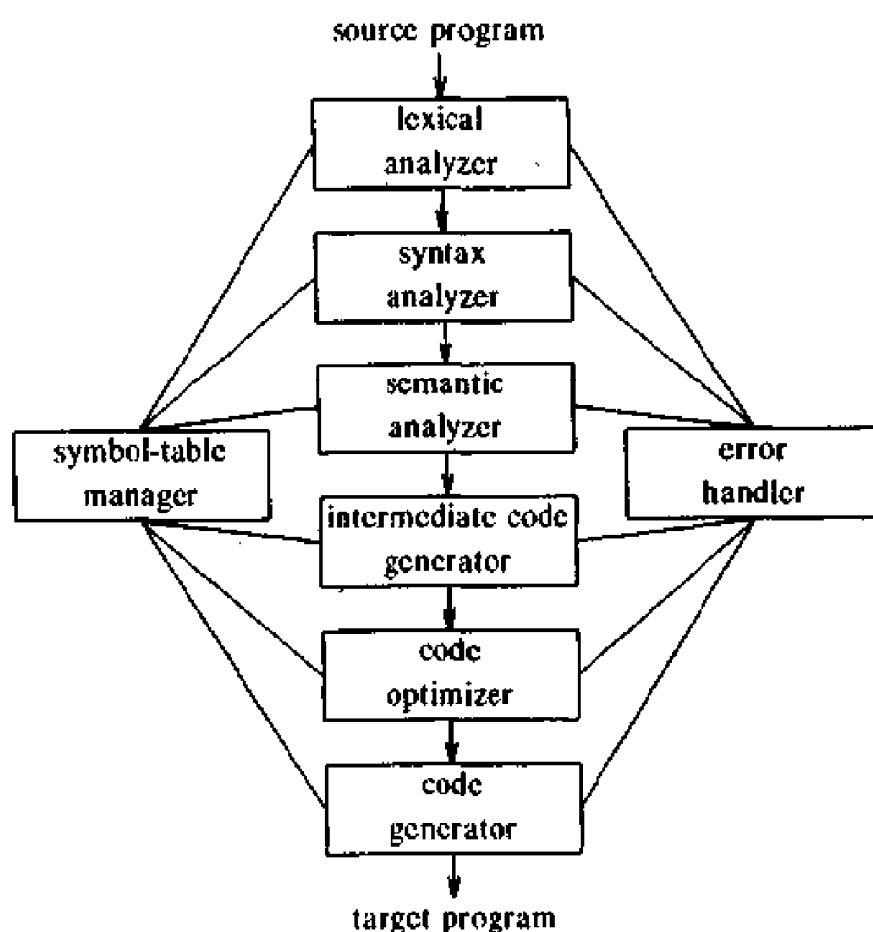 source program
lexical
analyzer
syntax
analyzer
semantic
analyzer
symbol-table
manager
error
handler
intermediate code
generator
code
optimizer
code
generator
target program